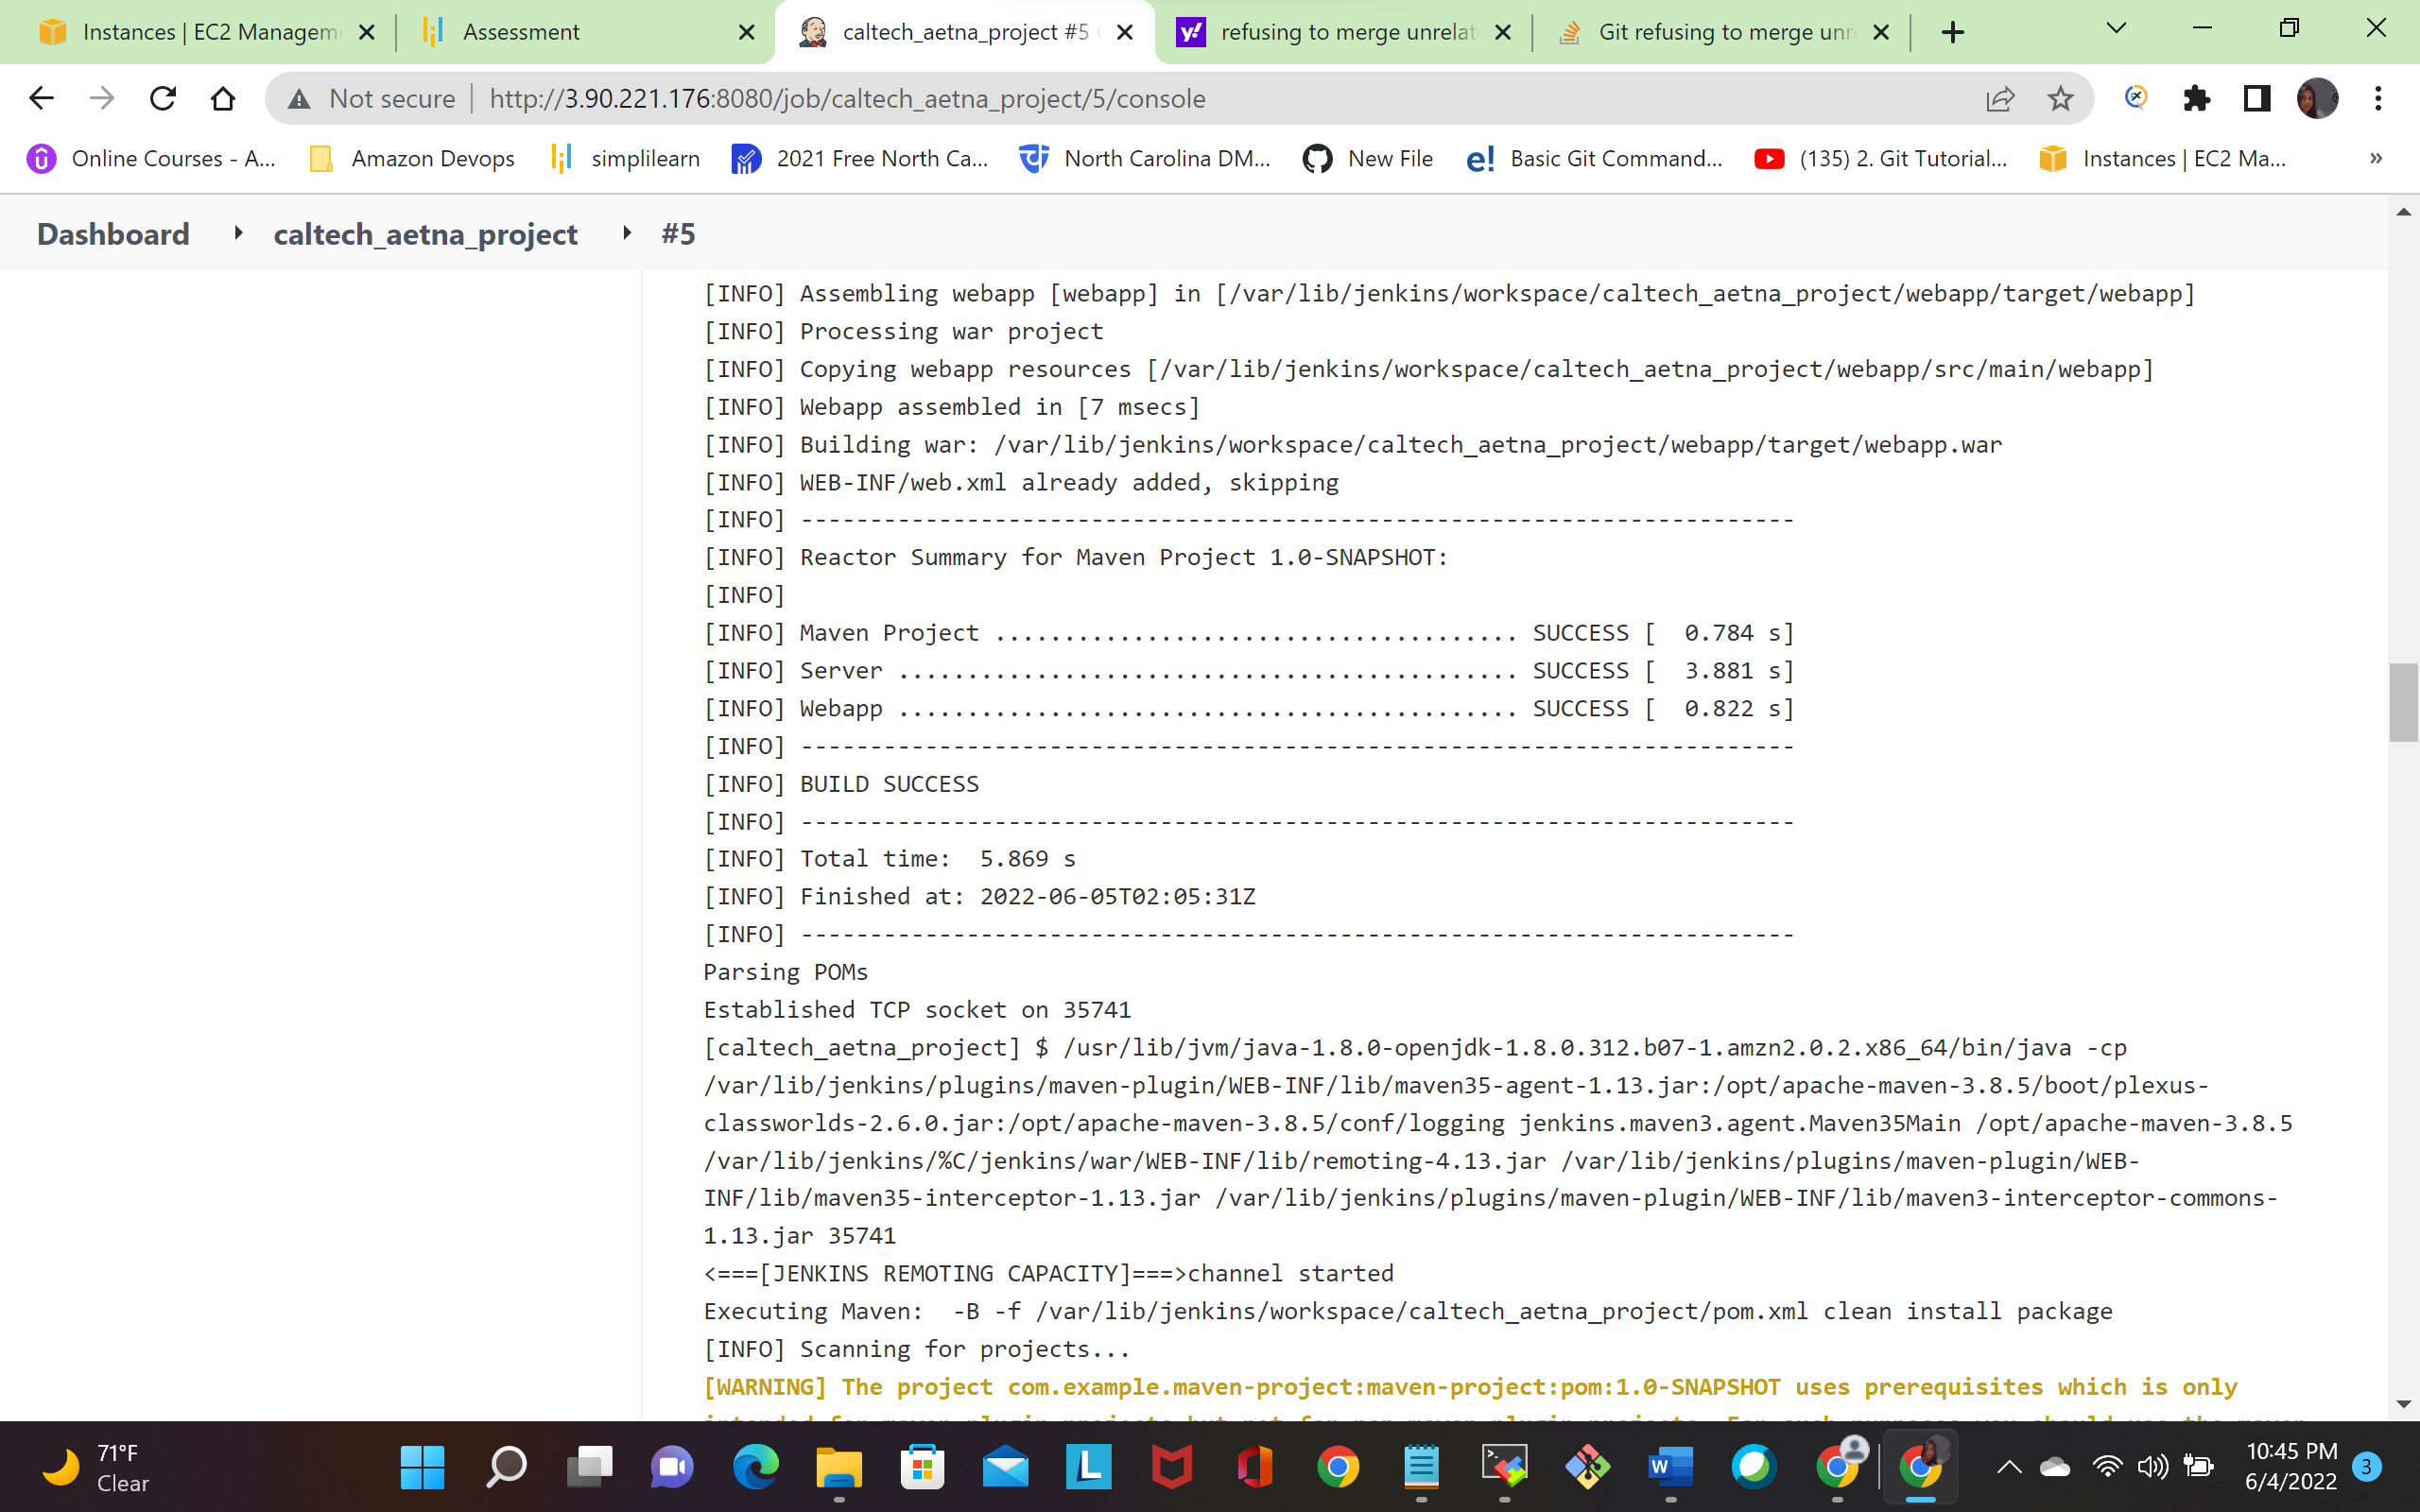 Instances | EC2 Managem
Assessment
caltech_aetna_project #5
refusing to merge unrelat
Git refusing to merge unr
Not secure
http://3.90.221.176:8080/job/caltech_aetna_project/5/console
Online Courses - A...
Amazon Devops
simplilearn
2021 Free North Ca...
North Carolina DM...
New File
Basic Git Command...
(135) 2. Git Tutorial...
Instances | EC2 Ma...
»
Dashboard
caltech_aetna_project
#5
[INFO] Assembling webapp [webapp] in [/var/lib/jenkins/workspace/caltech_aetna_project/webapp/target/webapp]
[INFO] Processing war project
[INFO] Copying webapp resources [/var/lib/jenkins/workspace/caltech_aetna_project/webapp/src/main/webapp]
[INFO] Webapp assembled in [7 msecs]
[INFO] Building war: /var/lib/jenkins/workspace/caltech_aetna_project/webapp/target/webapp.war
[INFO] WEB-INF/web.xml already added, skipping
[INFO] ------------------------------------------------------------------------
[INFO] Reactor Summary for Maven Project 1.0-SNAPSHOT:
[INFO]
[INFO] Maven Project ...................................... SUCCESS [  0.784 s]
[INFO] Server ............................................. SUCCESS [  3.881 s]
[INFO] Webapp ............................................. SUCCESS [  0.822 s]
[INFO] ------------------------------------------------------------------------
[INFO] BUILD SUCCESS
[INFO] ------------------------------------------------------------------------
[INFO] Total time:  5.869 s
[INFO] Finished at: 2022-06-05T02:05:31Z
[INFO] ------------------------------------------------------------------------
Parsing POMs
Established TCP socket on 35741
[caltech_aetna_project] $ /usr/lib/jvm/java-1.8.0-openjdk-1.8.0.312.b07-1.amzn2.0.2.x86_64/bin/java -cp
/var/lib/jenkins/plugins/maven-plugin/WEB-INF/lib/maven35-agent-1.13.jar:/opt/apache-maven-3.8.5/boot/plexus-
classworlds-2.6.0.jar:/opt/apache-maven-3.8.5/conf/logging jenkins.maven3.agent.Maven35Main /opt/apache-maven-3.8.5
/var/lib/jenkins/%C/jenkins/war/WEB-INF/lib/remoting-4.13.jar /var/lib/jenkins/plugins/maven-plugin/WEB-
INF/lib/maven35-interceptor-1.13.jar /var/lib/jenkins/plugins/maven-plugin/WEB-INF/lib/maven3-interceptor-commons-
1.13.jar 35741
<===[JENKINS REMOTING CAPACITY]===>channel started
Executing Maven:  -B -f /var/lib/jenkins/workspace/caltech_aetna_project/pom.xml clean install package
[INFO] Scanning for projects...
[WARNING] The project com.example.maven-project:maven-project:pom:1.0-SNAPSHOT uses prerequisites which is only
71°F
Clear
10:45 PM
6/4/2022
3